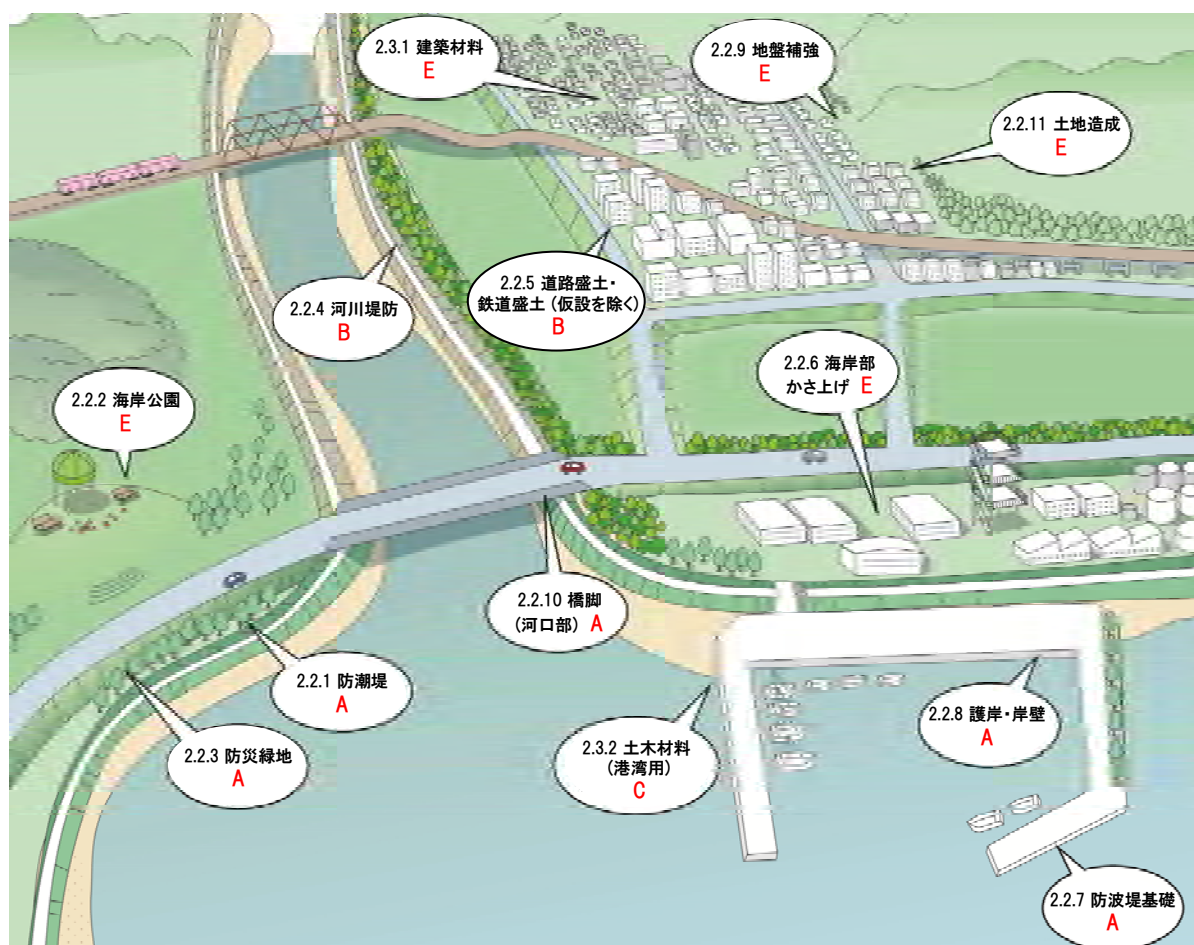 2.3.1 建築材料
E
2.2.9 地盤補強
E
2.2.11 土地造成
E
2.2.4 河川堤防
B
2.2.5 道路盛土・
鉄道盛土（仮設を除く）
B
2.2.6 海岸部
かさ上げ E
2.2.2 海岸公園
E
2.2.10 橋脚
（河口部） A
2.2.1 防潮堤
A
2.2.3 防災緑地
A
2.3.2 土木材料
（港湾用）
C
2.2.8 護岸・岸壁
A
2.2.7 防波堤基礎
A